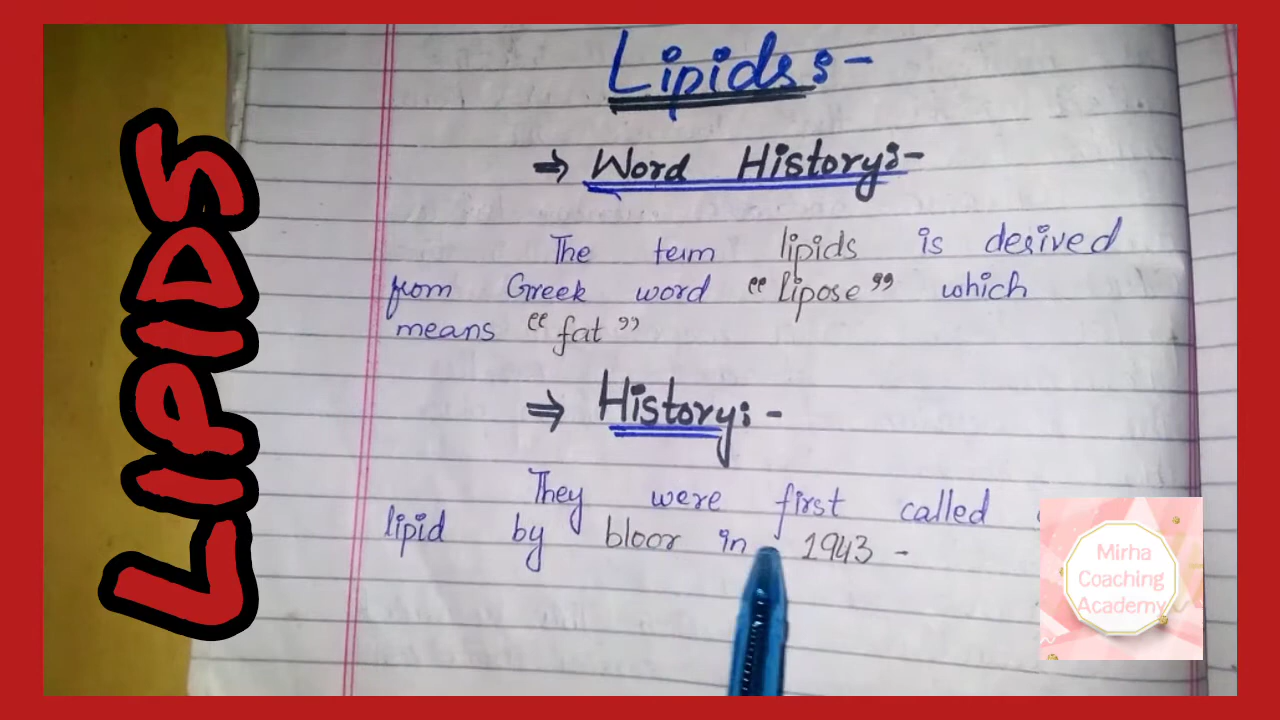 LIPIDS
Lipids :-
⇒ Word History :-
The term lipids is derived
from Greek word “lipose” which
means “fat”
⇒ History :-
They were first called
lipid by bloor in 1943 -
Mirha
Coaching
Academy